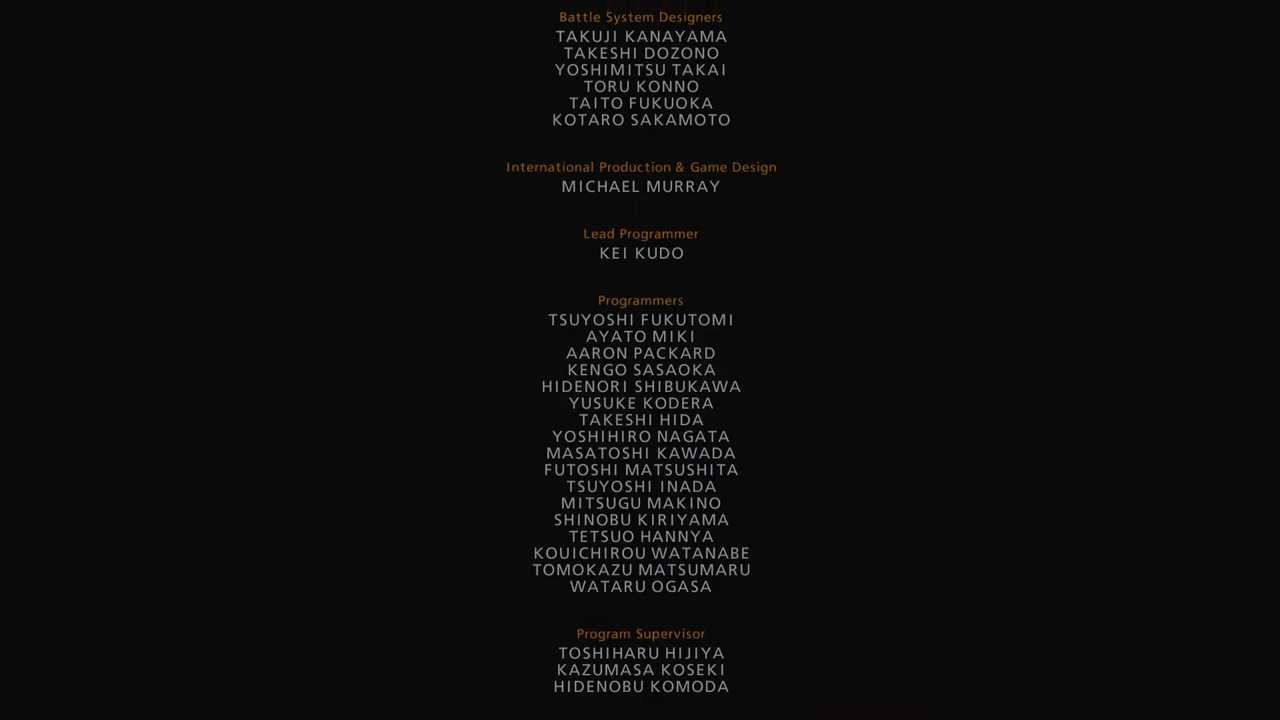 Battle System Designers
TAKUJI KANAYAMA
TAKESHI DOZONO
YOSHIMITSU TAKAI
TORU KONNO
TAITO FUKUOKA
KOTARO SAKAMOTO
International Production & Game Design
MICHAEL MURRAY
Lead Programmer
KEI KUDO
Programmers
TSUYOSHI FUKUTOMI
AYATO MIKI
AARON PACKARD
KENGO SASAOKA
HIDENORI SHIBUKAWA
YUSUKE KODERA
TAKESHI HIDA
YOSHIHIRO NAGATA
MASATOSHI KAWADA
FUTOSHI MATSUSHITA
TSUYOSHI INADA
MITSUGU MAKINO
SHINOBU KIRIYAMA
TETSUO HANNYA
KOUICHIROU WATANABE
TOMOKAZU MATSUMARU
WATARU OGASA
Program Supervisor
TOSHIHARU HIJIYA
KAZUMASA KOSEKI
HIDENOBU KOMODA